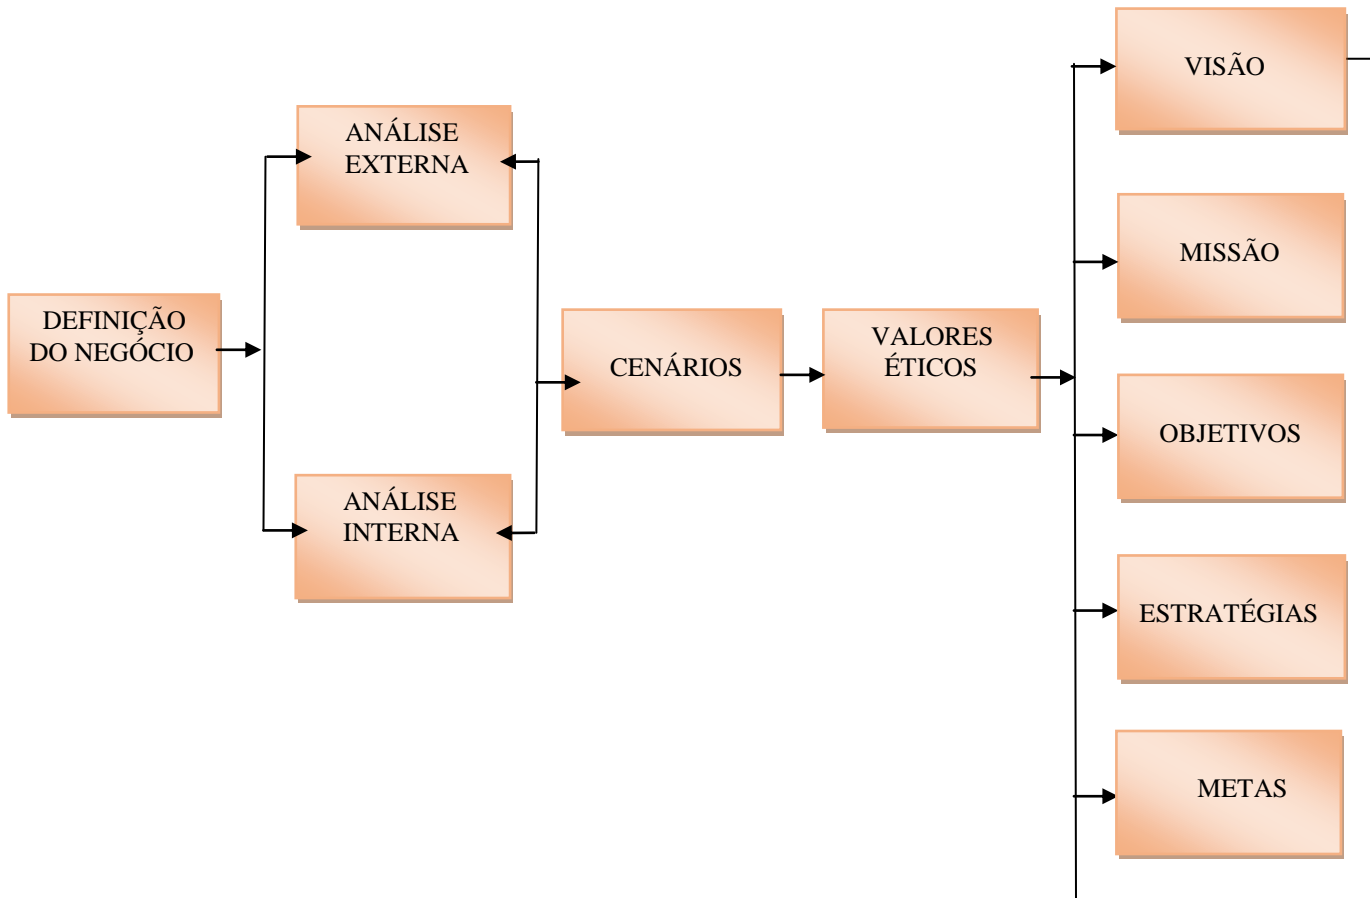 VISÃO
ANÁLISE
EXTERNA
MISSÃO
DEFINIÇÃO
DO NEGÓCIO
CENÁRIOS
VALORES
ÉTICOS
OBJETIVOS
ANÁLISE
INTERNA
ESTRATÉGIAS
METAS